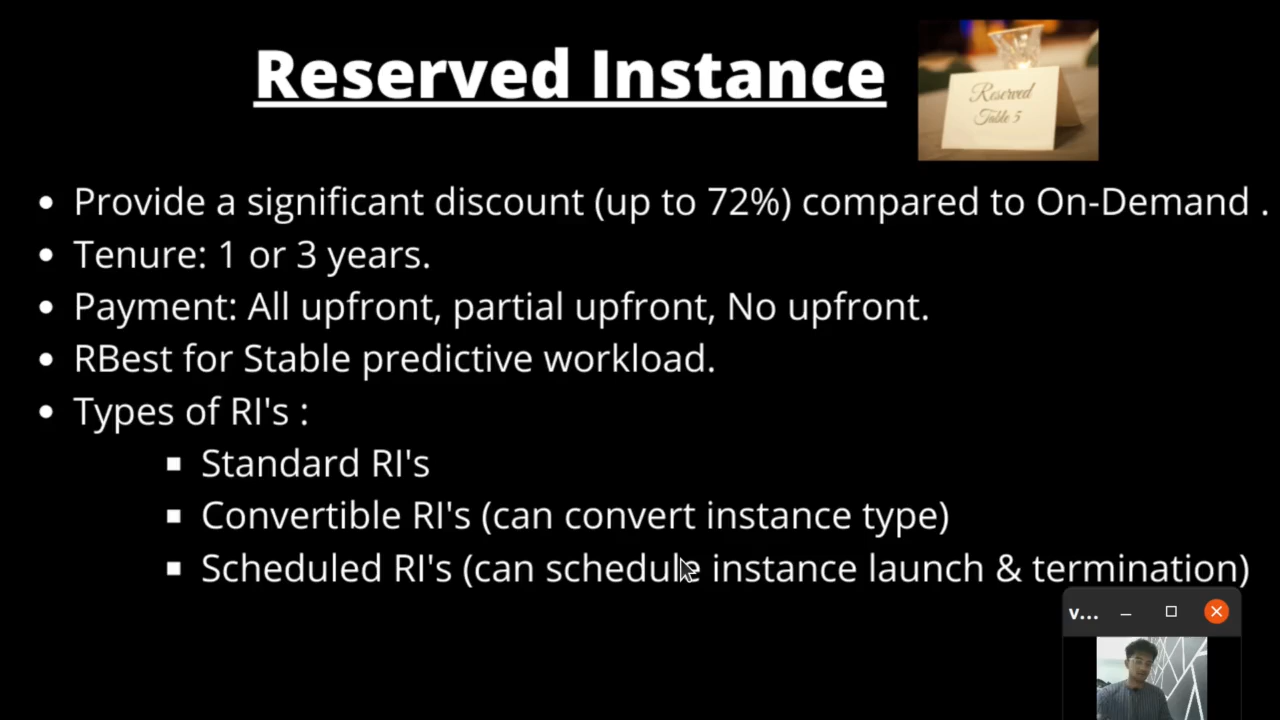 Reserved Instance
Reserved
Table 5
• Provide a significant discount (up to 72%) compared to On-Demand .
• Tenure: 1 or 3 years.
• Payment: All upfront, partial upfront, No upfront.
• RBest for Stable predictive workload.
• Types of RI's :
▪ Standard RI's
▪ Convertible RI's (can convert instance type)
▪ Scheduled RI's (can schedule instance launch & termination)
v...